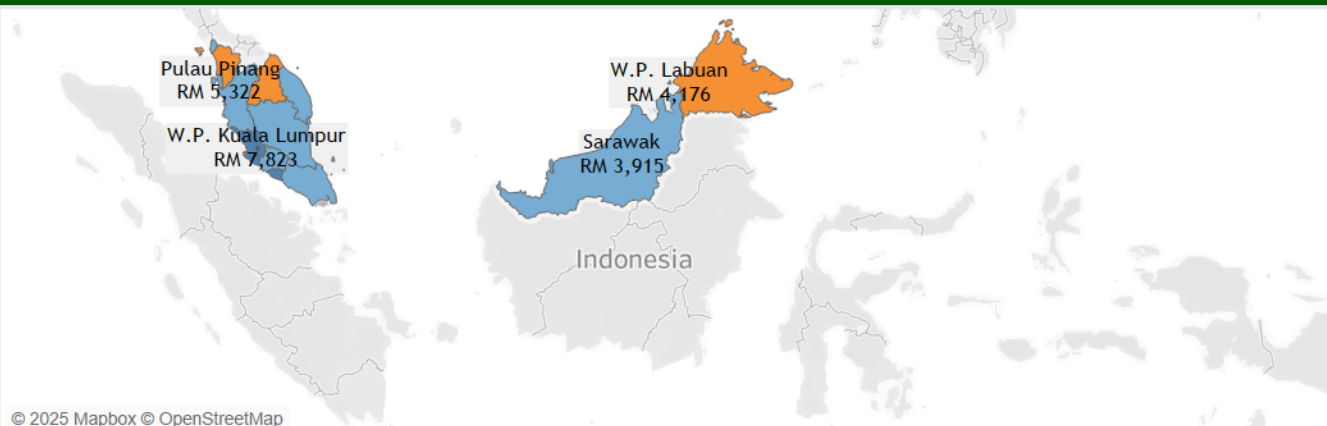 Pulau Pinang
RM 5,322
W.P. Labuan
RM 4,176
W.P. Kuala Lumpur
RM 7,823
Sarawak
RM 3,915
Indonesia
© 2025 Mapbox © OpenStreetMap